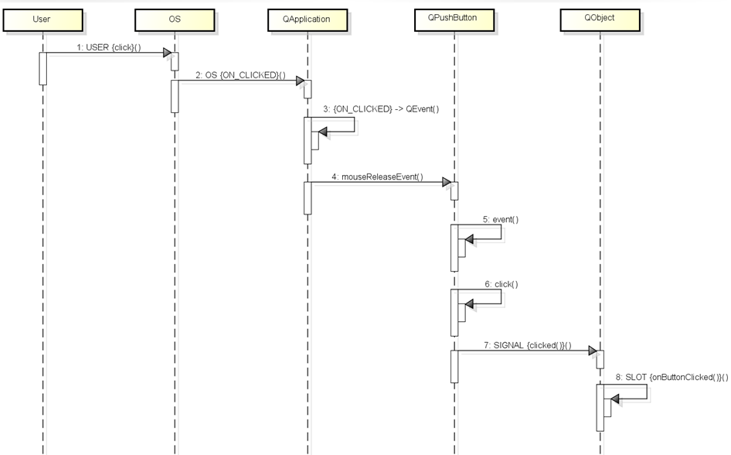 User
OS
QApplication
QPushButton
QObject
1: USER {click}()
2: OS {ON_CLICKED}()
3: {ON_CLICKED} -> QEvent()
4: mouseReleaseEvent()
5: event()
6: click()
7: SIGNAL {clicked()}()
8: SLOT {onButtonClicked()}()